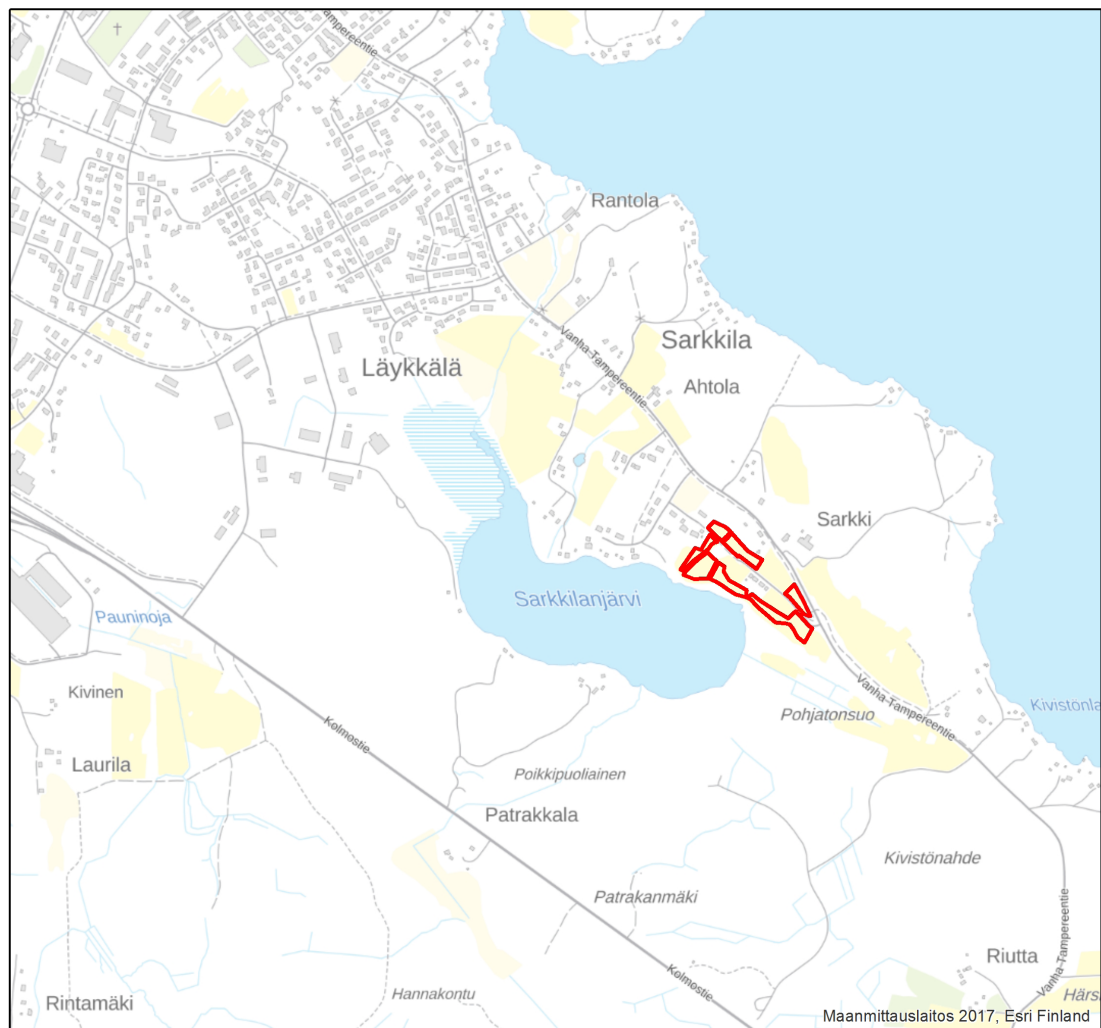 Vanha-Tampereentie
Rantola
Vanha-Tampereentie
Sarkkila
Läykkälä
Ahtola
Sarkki
Sarkkilanjärvi
Pauninoja
Kivinen
Vanha-Tampereentie
Kivistönla
Pohjatonsuo
Kolmostie
Laurila
Poikkipuoliainen
Patrakkala
Kivistönahde
Patrakanmäki
Vanha-Tampereentie
Riutta
Kolmostie
Hannakontu
Härs
Rintamäki
Maanmittauslaitos 2017, Esri Finland